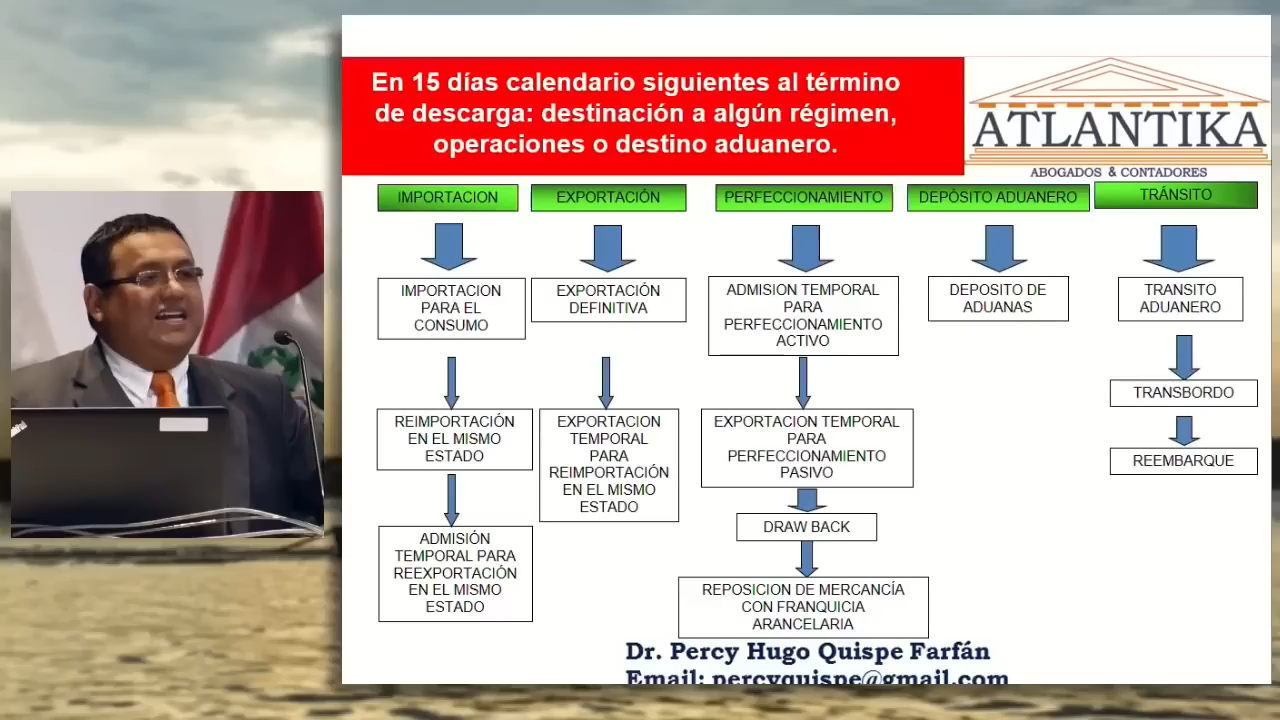 En 15 días calendario siguientes al término
de descarga: destinación a algún régimen,
operaciones o destino aduanero.
ATLANTIKA
ABOGADOS & CONTADORES
IMPORTACION
EXPORTACIÓN
PERFECCIONAMIENTO
DEPÓSITO ADUANERO
TRÁNSITO
IMPORTACION
PARA EL
CONSUMO
EXPORTACIÓN
DEFINITIVA
ADMISION TEMPORAL
PARA
PERFECCIONAMIENTO
ACTIVO
DEPOSITO DE
ADUANAS
TRANSITO
ADUANERO
TRANSBORDO
REIMPORTACIÓN
EN EL MISMO
ESTADO
EXPORTACION
TEMPORAL
PARA
REIMPORTACIÓN
EN EL MISMO
ESTADO
EXPORTACION TEMPORAL
PARA
PERFECCIONAMIENTO
PASIVO
REEMBARQUE
DRAW BACK
ADMISIÓN
TEMPORAL PARA
REEXPORTACIÓN
EN EL MISMO
ESTADO
REPOSICION DE MERCANCÍA
CON FRANQUICIA
ARANCELARIA
Dr. Percy Hugo Quispe Farfán
Email: percyquispe@gmail.com